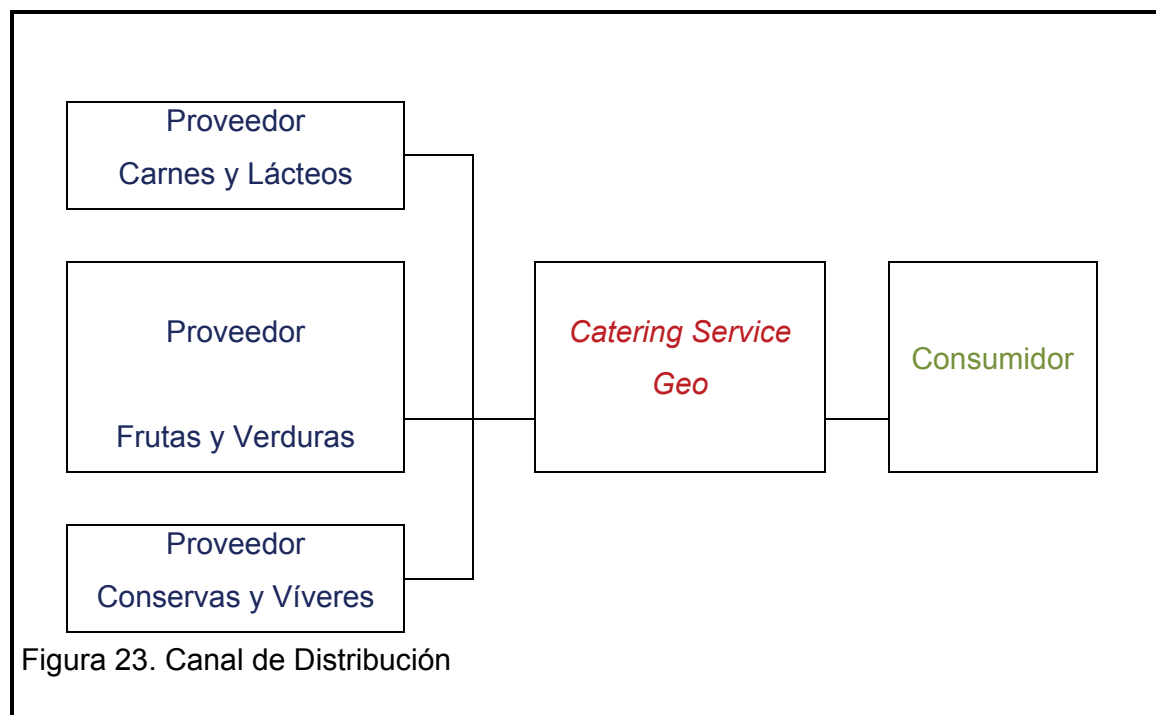 Proveedor
Carnes y Lácteos
Proveedor
Frutas y Verduras
Proveedor
Conservas y Víveres
Catering Service
Geo
Consumidor
Figura 23. Canal de Distribución